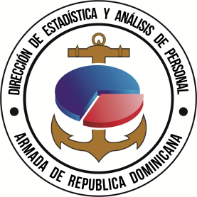 DIRECCIÓN DE ESTADÍSTICA Y ANÁLISIS DE PERSONAL
ARMADA DE REPUBLICA DOMINICANA